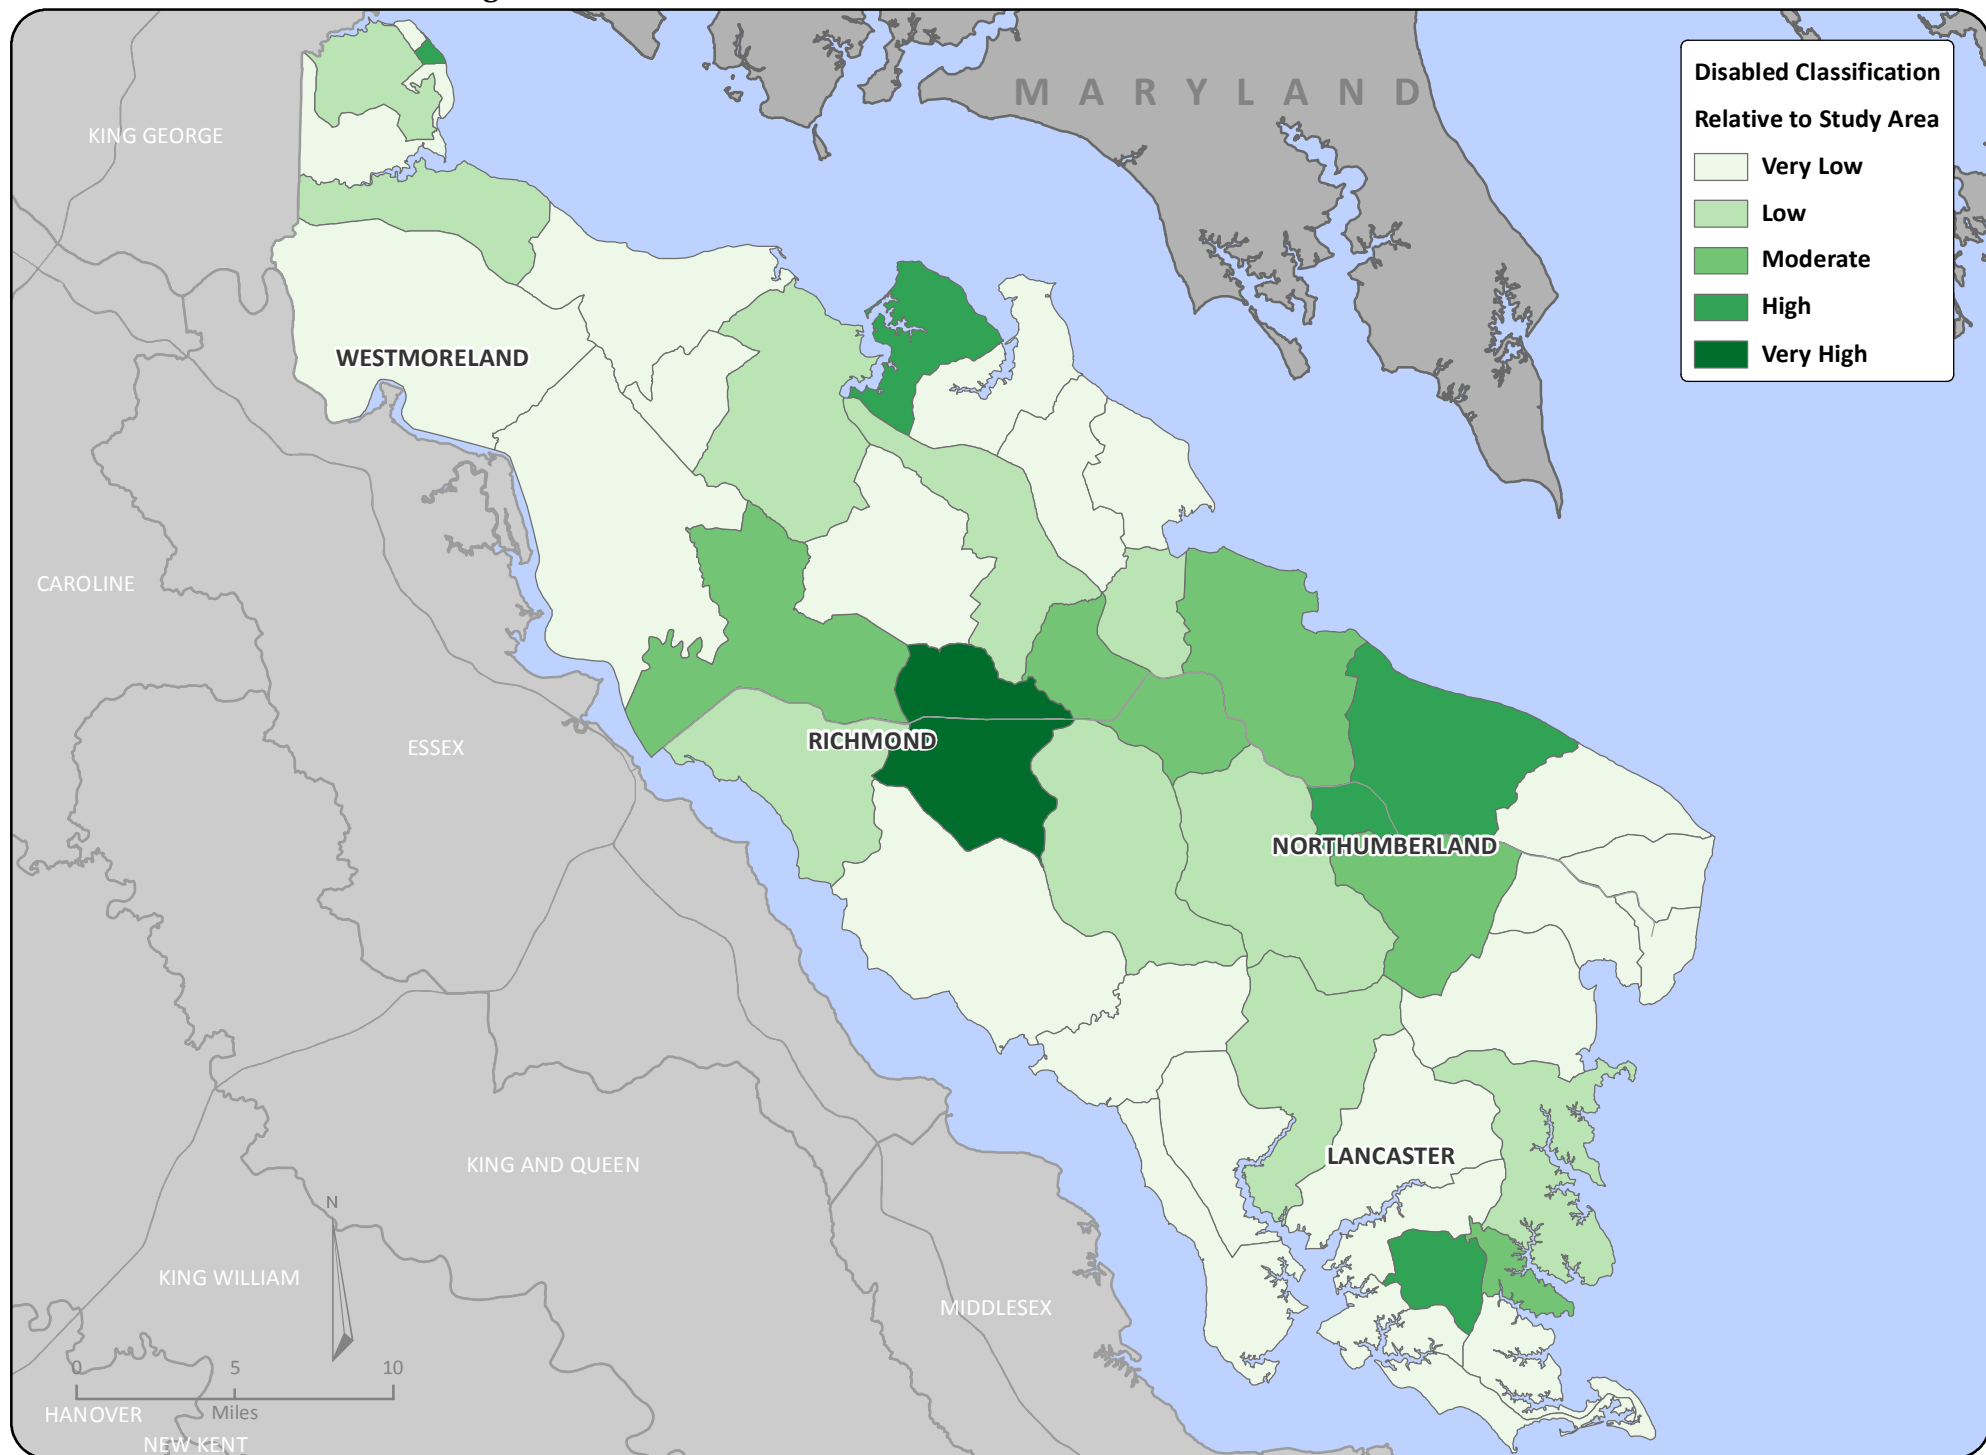 MARYLAND
Disabled Classification
Relative to Study Area
Very Low
Low
Moderate
High
Very High
KING GEORGE
WESTMORELAND
CAROLINE
ESSEX
RICHMOND
NORTHUMBERLAND
LANCASTER
KING AND QUEEN
KING WILLIAM
MIDDLESEX
N
0 5 10
Miles
HANOVER
NEW KENT